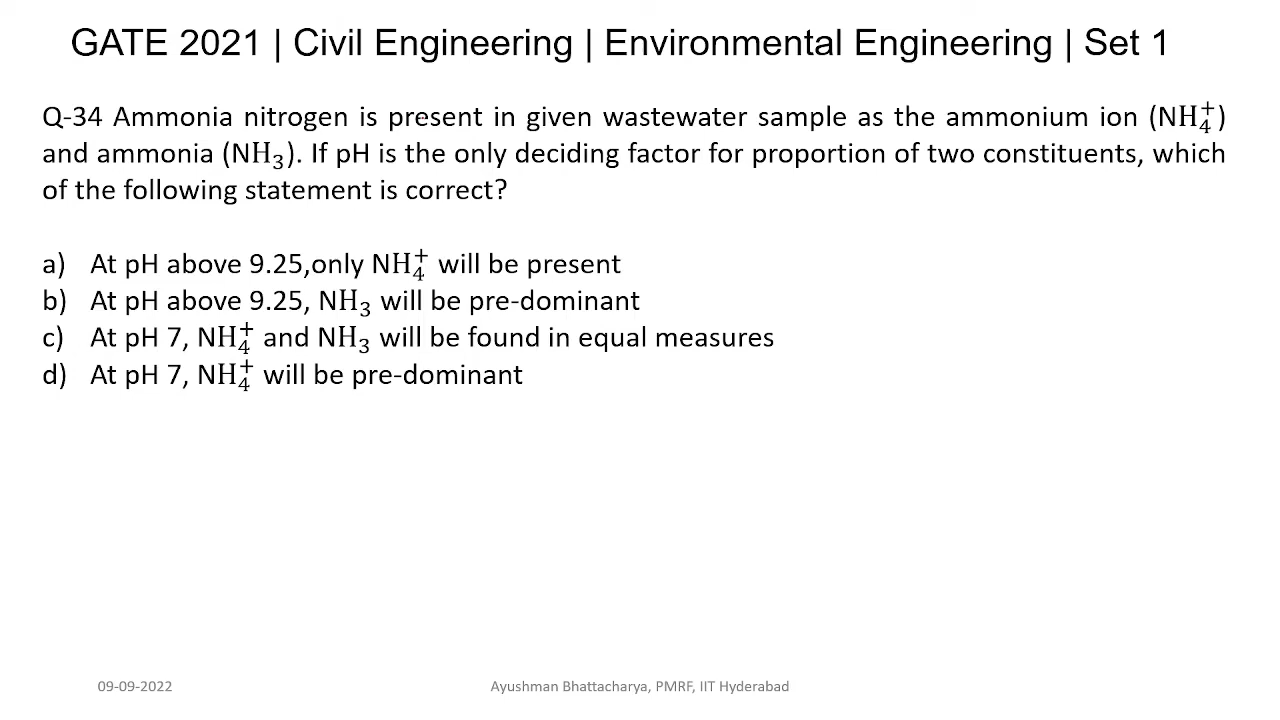 GATE 2021 | Civil Engineering | Environmental Engineering | Set 1
Q-34 Ammonia nitrogen is present in given wastewater sample as the ammonium ion (NH₄⁺)
and ammonia (NH₃). If pH is the only deciding factor for proportion of two constituents, which
of the following statement is correct?
a) At pH above 9.25,only NH₄⁺ will be present
b) At pH above 9.25, NH₃ will be pre-dominant
c) At pH 7, NH₄⁺ and NH₃ will be found in equal measures
d) At pH 7, NH₄⁺ will be pre-dominant
09-09-2022
Ayushman Bhattacharya, PMRF, IIT Hyderabad